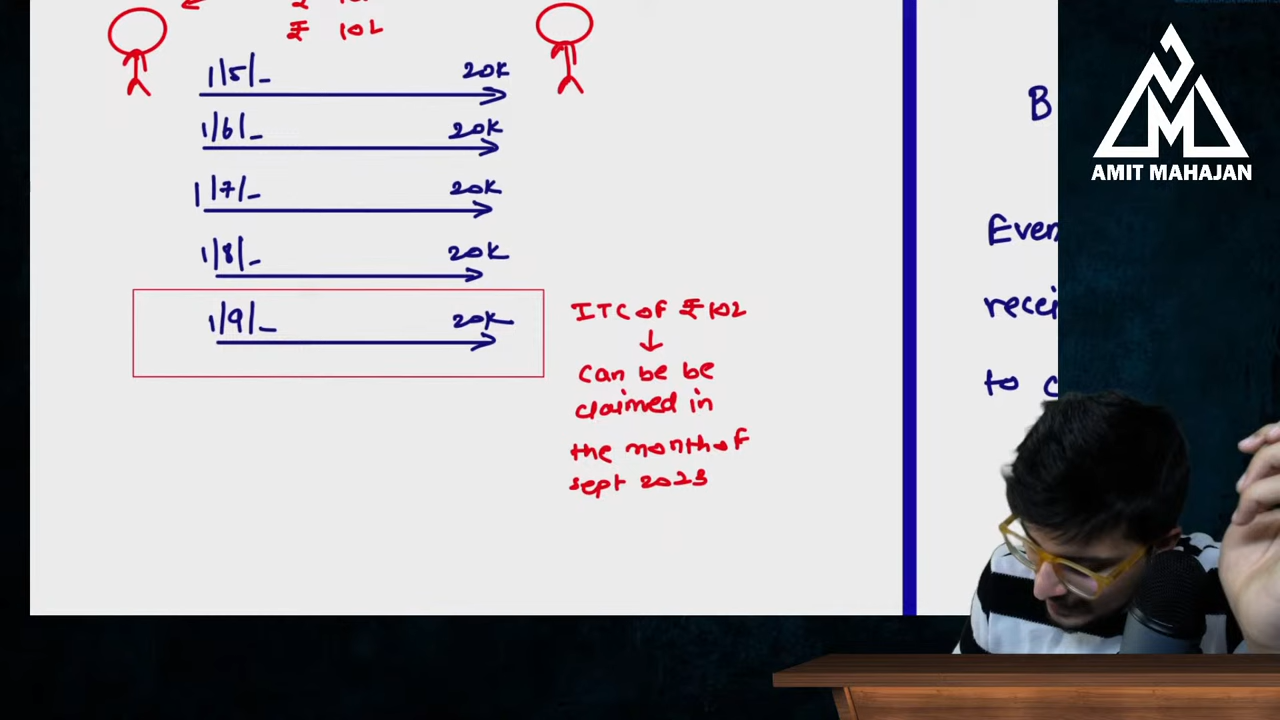 ₹ 10L
1/5/_ 20K
1/6/_ 20K
1/7/_ 20K
1/8/_ 20K
1/9/_ 20K
ITC of ₹10L
↓
can be be
claimed in
the month of
sept 2023
B
Even
recei
to c
AMIT MAHAJAN